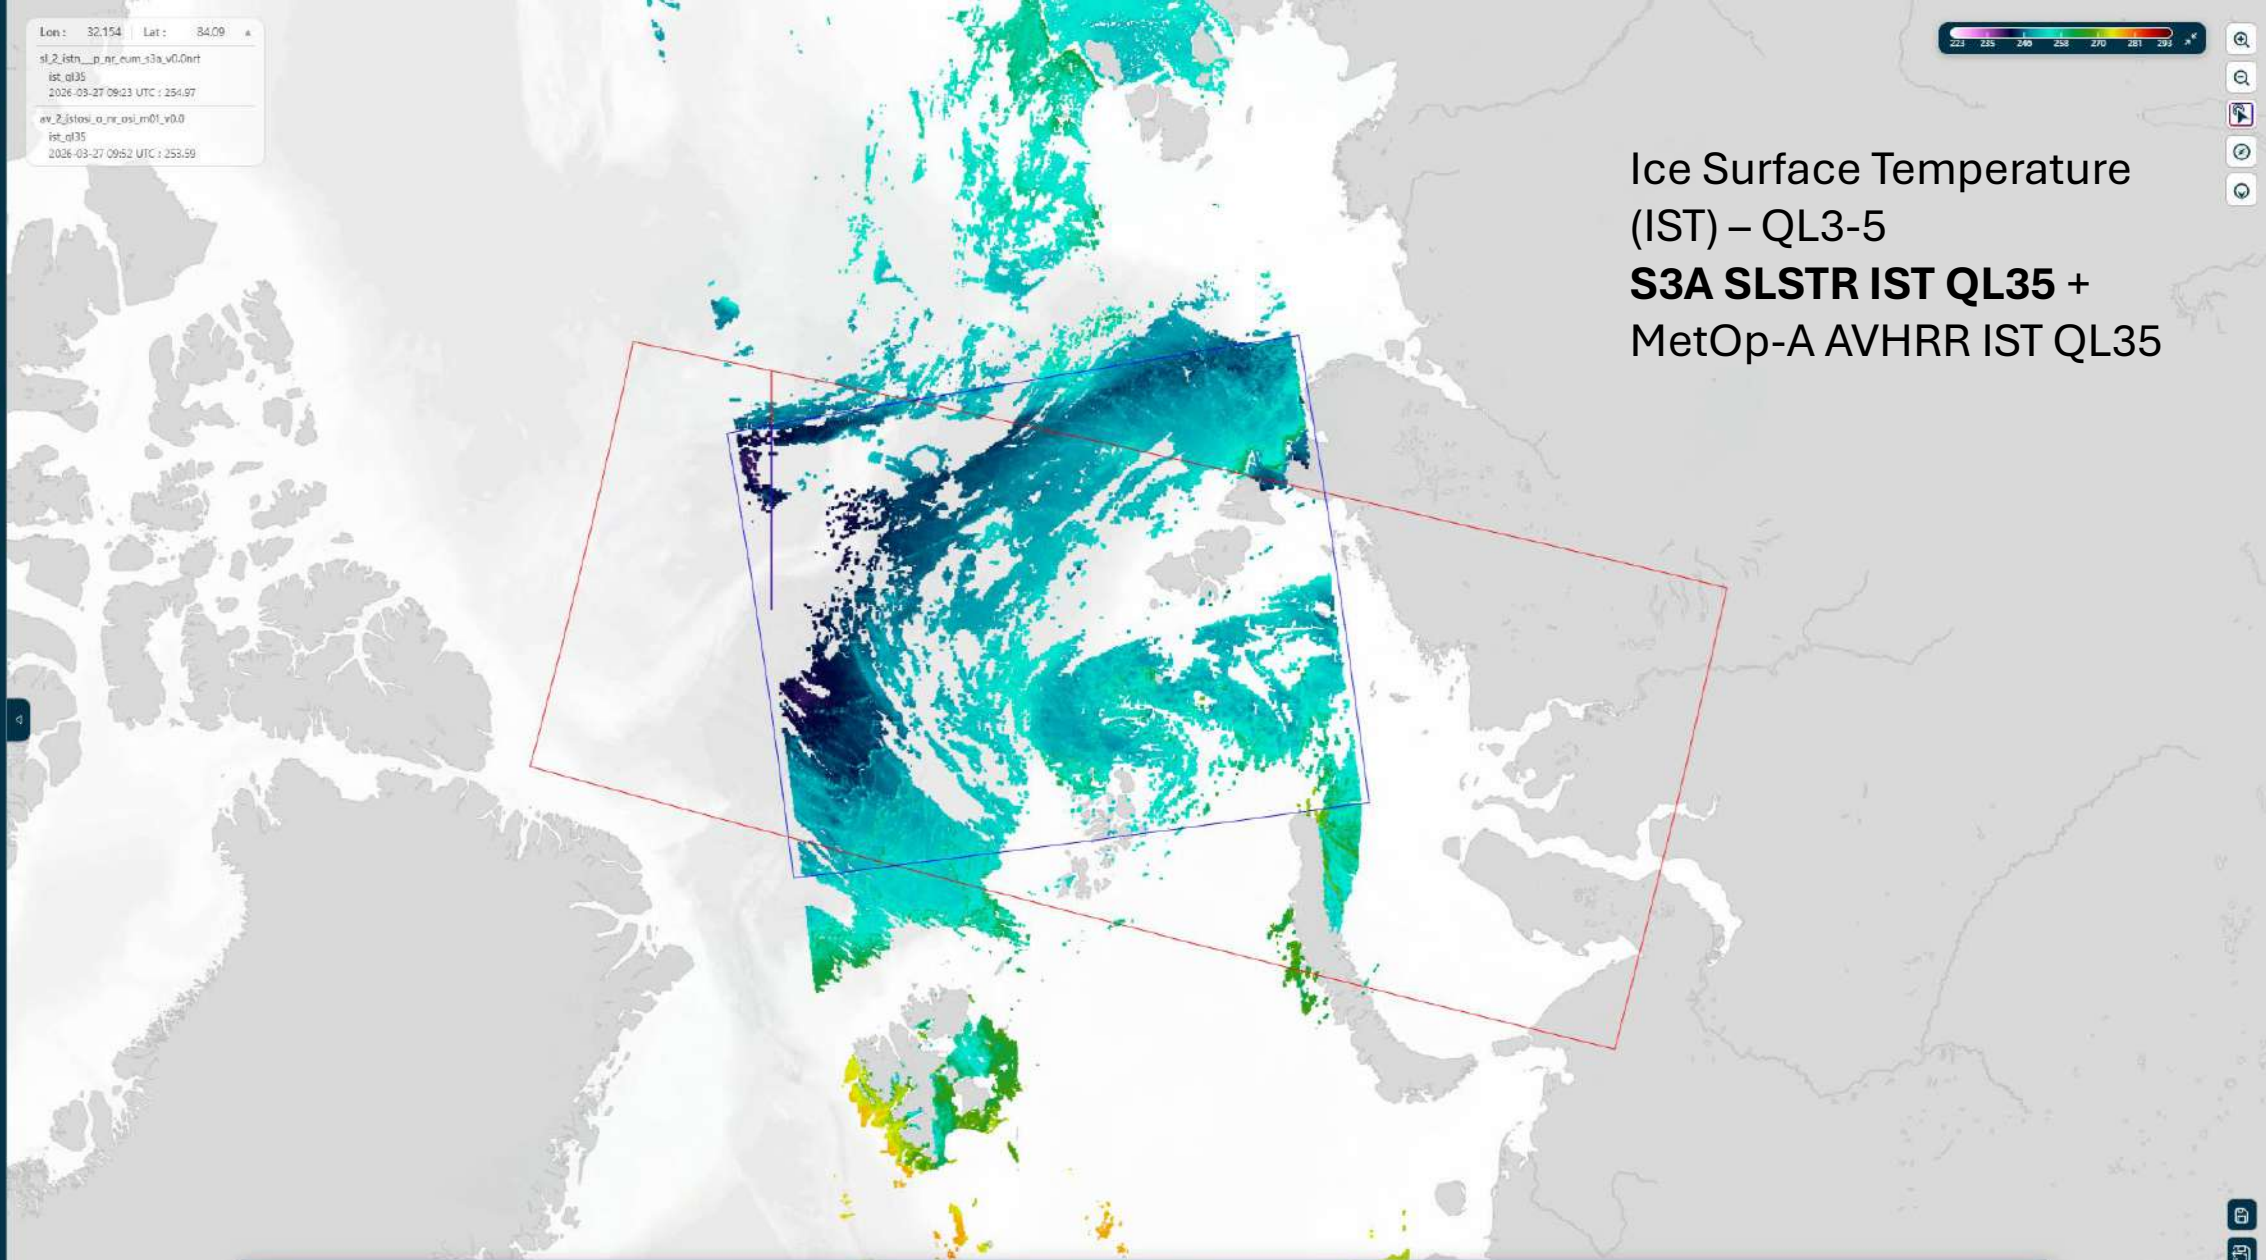 Lon: 32.154 Lat: 84.09
sl_2_istn__p_nr_eum_s3a_v0.0nrt
ist_ql35
2026-03-27 09:23 UTC : 254.97
av_2_istosi_o_nr_osi_m01_v0.0
ist_ql35
2026-03-27 09:52 UTC : 253.59
223 235 246 258 270 281 293
Ice Surface Temperature
(IST) – QL3-5
S3A SLSTR IST QL35 +
MetOp-A AVHRR IST QL35